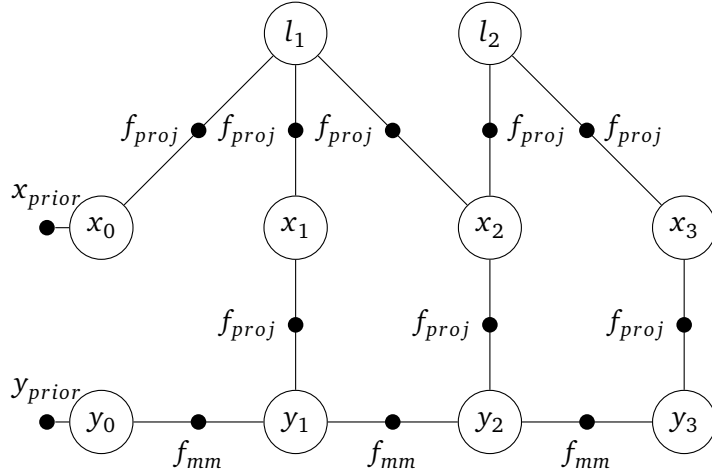 l₁ l₂
f_proj f_proj f_proj f_proj f_proj
x_prior
x₀ x₁ x₂ x₃
f_proj f_proj f_proj
y_prior
y₀ y₁ y₂ y₃
f_mm f_mm f_mm